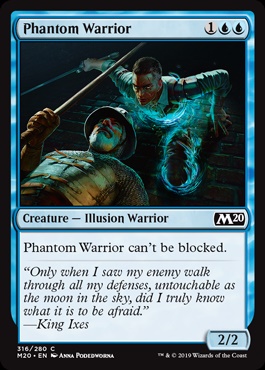 Phantom Warrior 1
Creature — Illusion Warrior M20
Phantom Warrior can't be blocked.
“Only when I saw my enemy walk
through all my defenses, untouchable as
the moon in the sky, did I truly know
what it is to be afraid.”
—King Ixes
2/2
316/280 C
M20 • EN Anna Podedworna
™ & © 2019 Wizards of the Coast